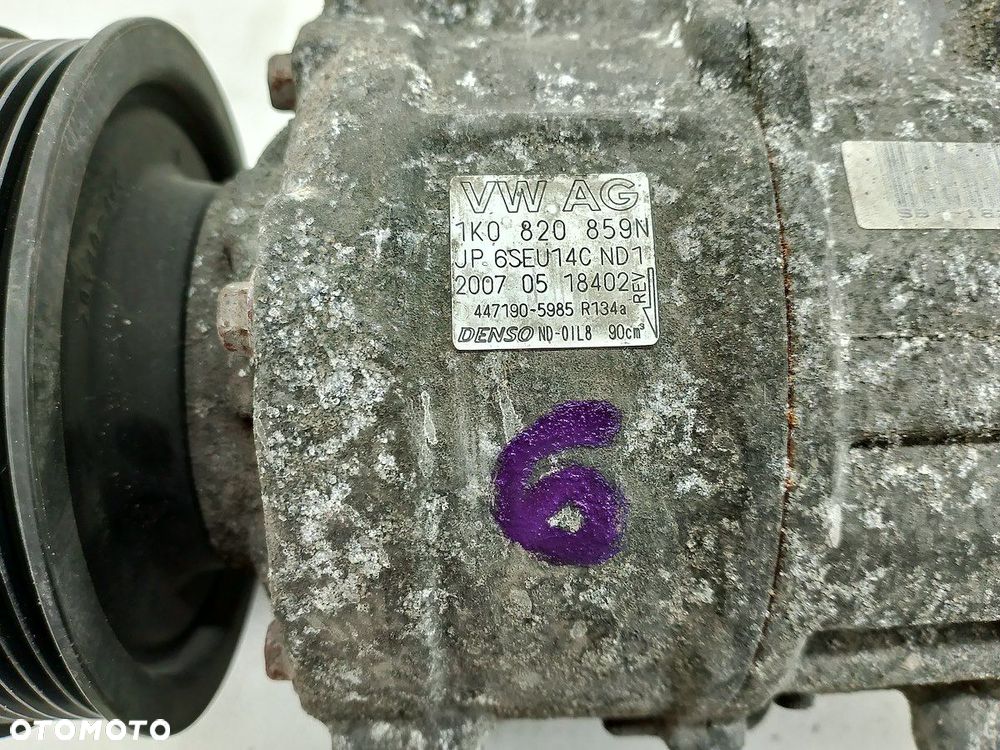 VW AG
1K0 820 859N
JP 6SEU14C ND1
2007 05 18402
REV
447190-5985 R134a
DENSO ND-OIL8 90cm³
6
OTOMOTO